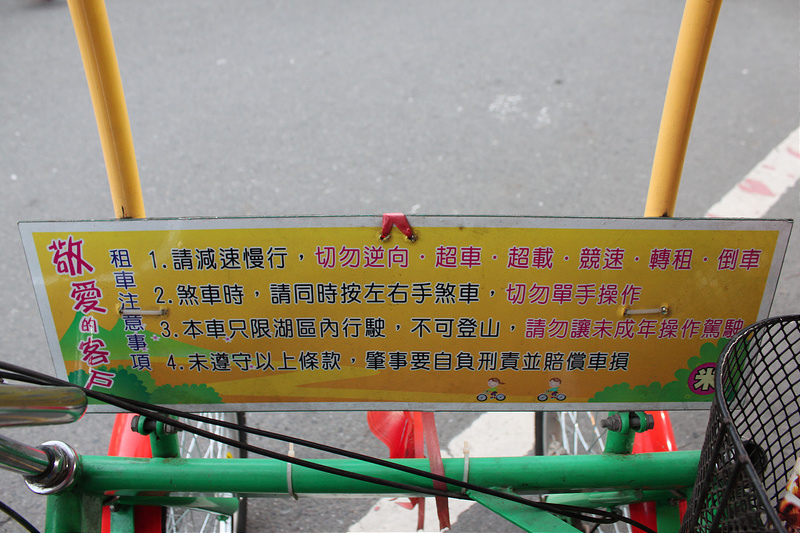 敬愛的客戶
租車注意事項
1.請減速慢行，切勿逆向·超車·超載·競速·轉租·倒車
2.煞車時，請同時按左右手煞車，切勿單手操作
3.本車只限湖區內行駛，不可登山，請勿讓未成年操作駕駛
4.未遵守以上條款，肇事要自負刑責並賠償車損
米